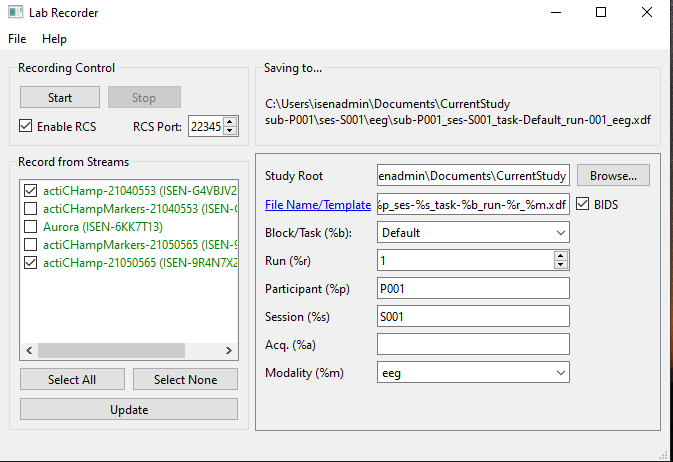 Lab Recorder
File Help
Recording Control
Start Stop
Enable RCS RCS Port: 22345
Record from Streams
actiCHamp-21040553 (ISEN-G4VBJV2
actiCHampMarkers-21040553 (ISEN-G
Aurora (ISEN-6KK7T13)
actiCHampMarkers-21050565 (ISEN-9
actiCHamp-21050565 (ISEN-9R4N7X2
Select All Select None
Update
Saving to...
C:\Users\isenadmin\Documents\CurrentStudy
sub-P001\ses-S001\eeg\sub-P001_ses-S001_task-Default_run-001_eeg.xdf
Study Root enadmin\Documents\CurrentStudy Browse...
File Name/Template %p_ses-%s_task-%b_run-%r_%m.xdf BIDS
Block/Task (%b): Default
Run (%r) 1
Participant (%p) P001
Session (%s) S001
Acq. (%a)
Modality (%m) eeg